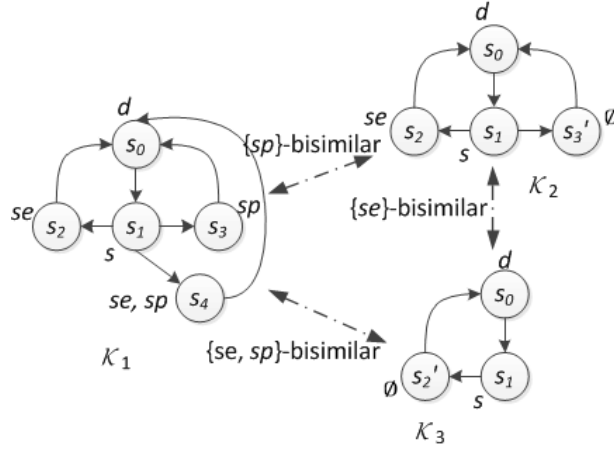 d
s0
d
s0
{sp}-bisimilar
se
s2
s1
s3'
∅
s
K2
se
s2
s1
s3
sp
s
{se}-bisimilar
d
s0
se, sp
s4
K1
{se, sp}-bisimilar
∅
s2'
s1
s
K3